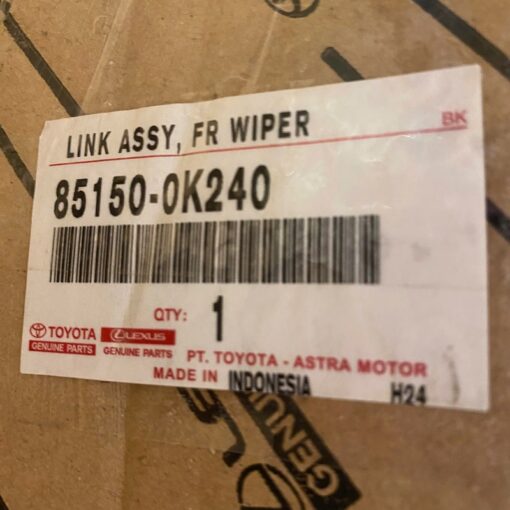 BK
LINK ASSY, FR WIPER
85150-0K240
QTY: 1
TOYOTA LEXUS
GENUINE PARTS GENUINE PARTS
PT. TOYOTA - ASTRA MOTOR
MADE IN INDONESIA H24